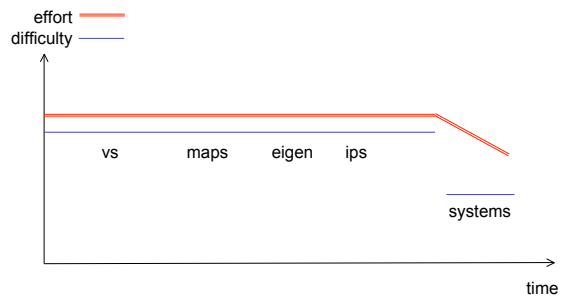 effort
difficulty
vs maps eigen ips
systems
time